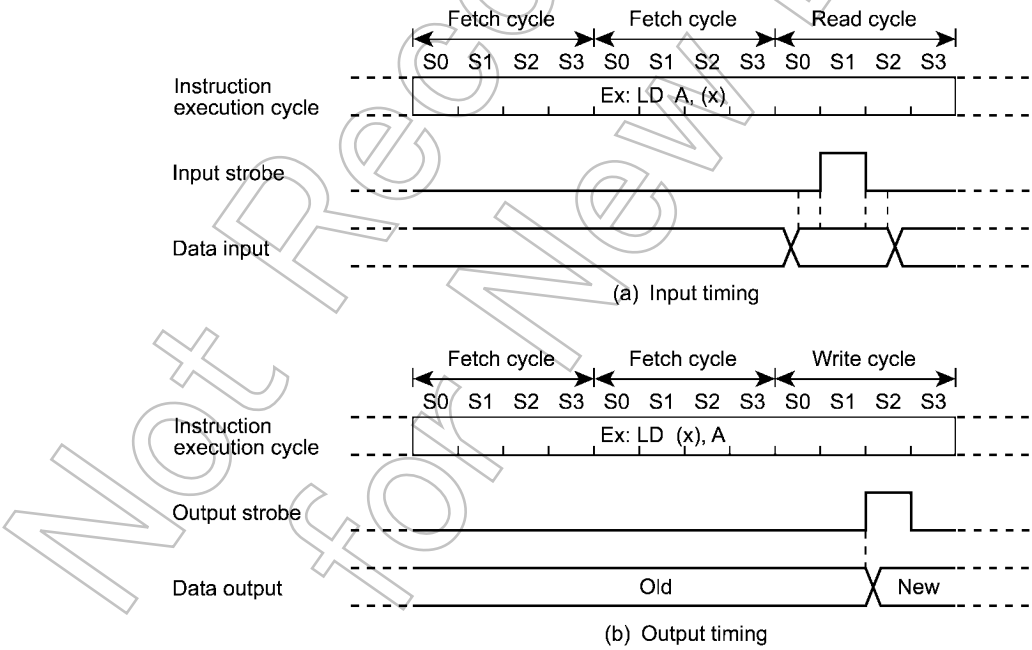 Fetch cycle Fetch cycle Read cycle
S0 S1 S2 S3 S0 S1 S2 S3 S0 S1 S2 S3
Instruction
execution cycle
Ex: LD A, (x)
Input strobe
Data input
(a) Input timing
Fetch cycle Fetch cycle Write cycle
S0 S1 S2 S3 S0 S1 S2 S3 S0 S1 S2 S3
Instruction
execution cycle
Ex: LD (x), A
Output strobe
Data output Old New
(b) Output timing
Not Reco
for New